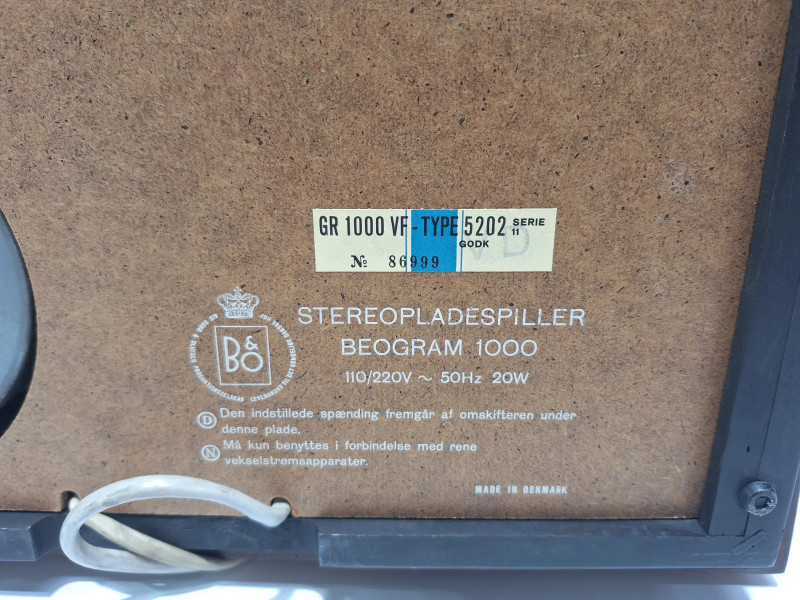 GR 1000 VF - TYPE 5202 SERIE 11
GODK
№ 86999
STEREOPLADESPILLER
BEOGRAM 1000
B&O
110/220V ~ 50Hz 20W
D Den indstillede spænding fremgår af omskifteren under
denne plade.
N Må kun benyttes i forbindelse med rene
vekselstrømsapparater.
MADE IN DENMARK